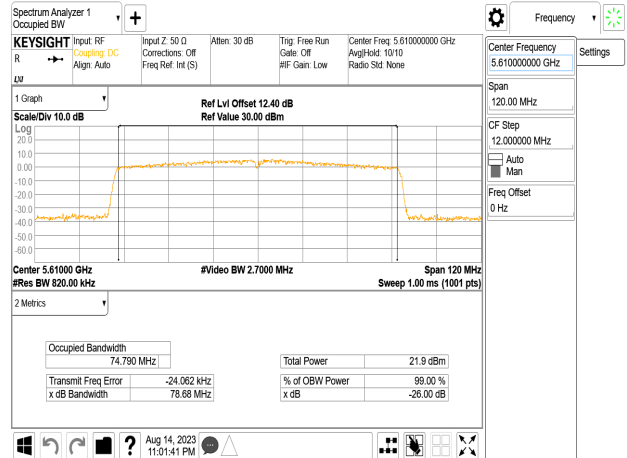 Spectrum Analyzer 1
Occupied BW
Frequency
KEYSIGHT
R
Input: RF
Coupling: DC
Align: Auto
Input Z: 50 Ω
Corrections: Off
Freq Ref: Int (S)
Atten: 30 dB
Trig: Free Run
Gate: Off
#IF Gain: Low
Center Freq: 5.610000000 GHz
Avg|Hold: 10/10
Radio Std: None
Center Frequency
5.610000000 GHz
Settings
Span
120.00 MHz
CF Step
12.000000 MHz
Auto
Man
Freq Offset
0 Hz
1 Graph
Scale/Div 10.0 dB
Ref Lvl Offset 12.40 dB
Ref Value 30.00 dBm
Log
20.0
10.0
0.00
-10.0
-20.0
-30.0
-40.0
-50.0
-60.0
Center 5.61000 GHz
#Res BW 820.00 kHz
#Video BW 2.7000 MHz
Span 120 MHz
Sweep 1.00 ms (1001 pts)
2 Metrics
Occupied Bandwidth
74.790 MHz
Total Power 21.9 dBm
Transmit Freq Error -24.062 kHz
% of OBW Power 99.00 %
x dB Bandwidth 78.68 MHz
x dB -26.00 dB
?
Aug 14, 2023
11:01:41 PM